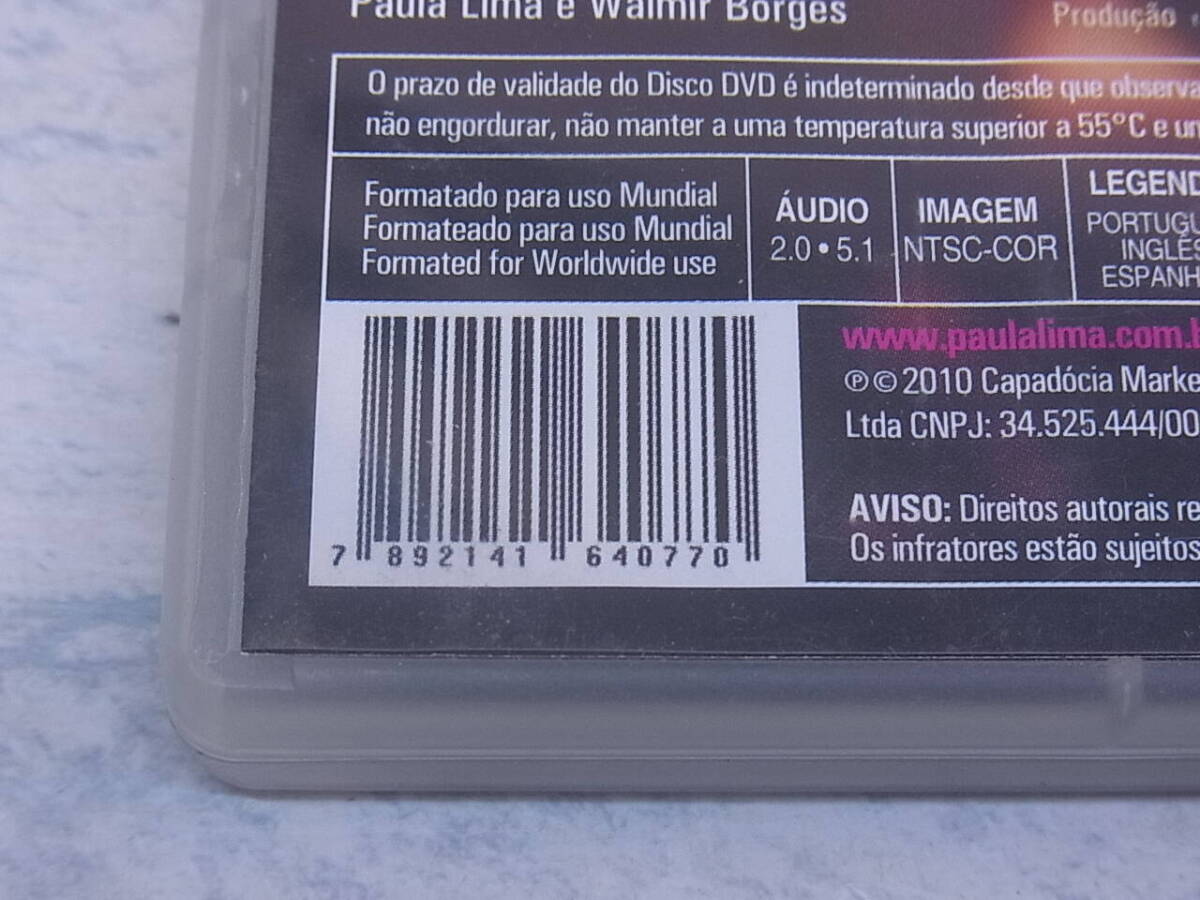 Paula Lima e Walmir Borges
Produção
O prazo de validade do Disco DVD é indeterminado desde que
não engordurar, não manter a uma temperatura superior a 55°C e
Formatado para uso Mundial
Formateado para uso Mundial
Formated for Worldwide use
ÁUDIO
2.0 • 5.1
IMAGEM
NTSC-COR
LEGEND
PORTUGU
INGLÊS
ESPANH
7 892141 640770
www.paulalima.com.b
℗© 2010 Capadócia Marke
Ltda CNPJ: 34.525.444/00
AVISO: Direitos autorais re
Os infratores estão sujeitos